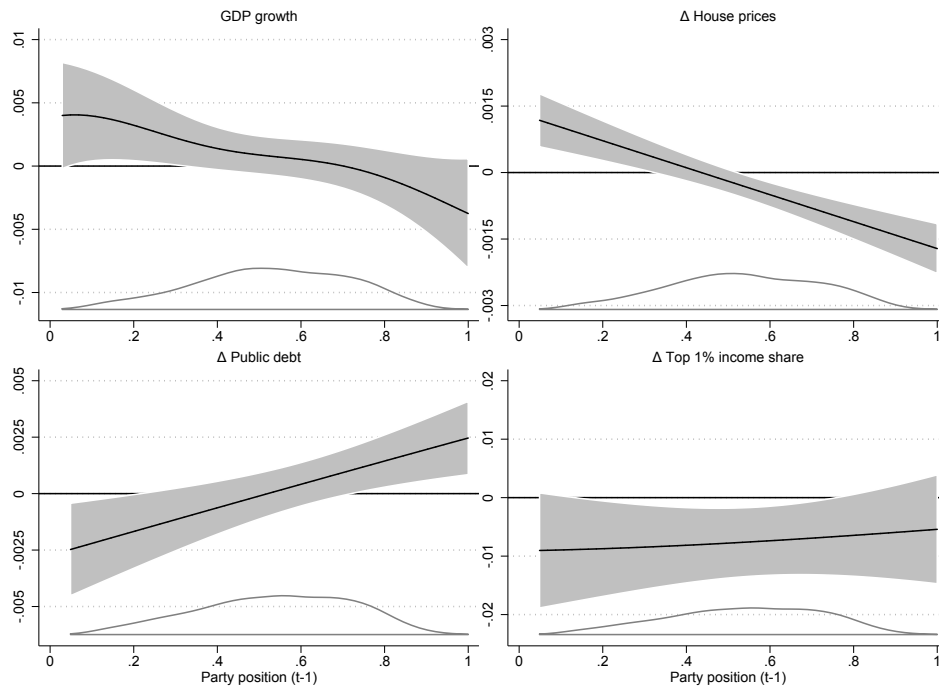 GDP growth
.01
.005
0
-.005
-.01
0 .2 .4 .6 .8 1
Δ House prices
.003
.0015
0
-.0015
-.003
0 .2 .4 .6 .8 1
Δ Public debt
.005
.0025
0
-.0025
-.005
0 .2 .4 .6 .8 1
Party position (t-1)
Δ Top 1% income share
.02
.01
0
-.01
-.02
0 .2 .4 .6 .8 1
Party position (t-1)